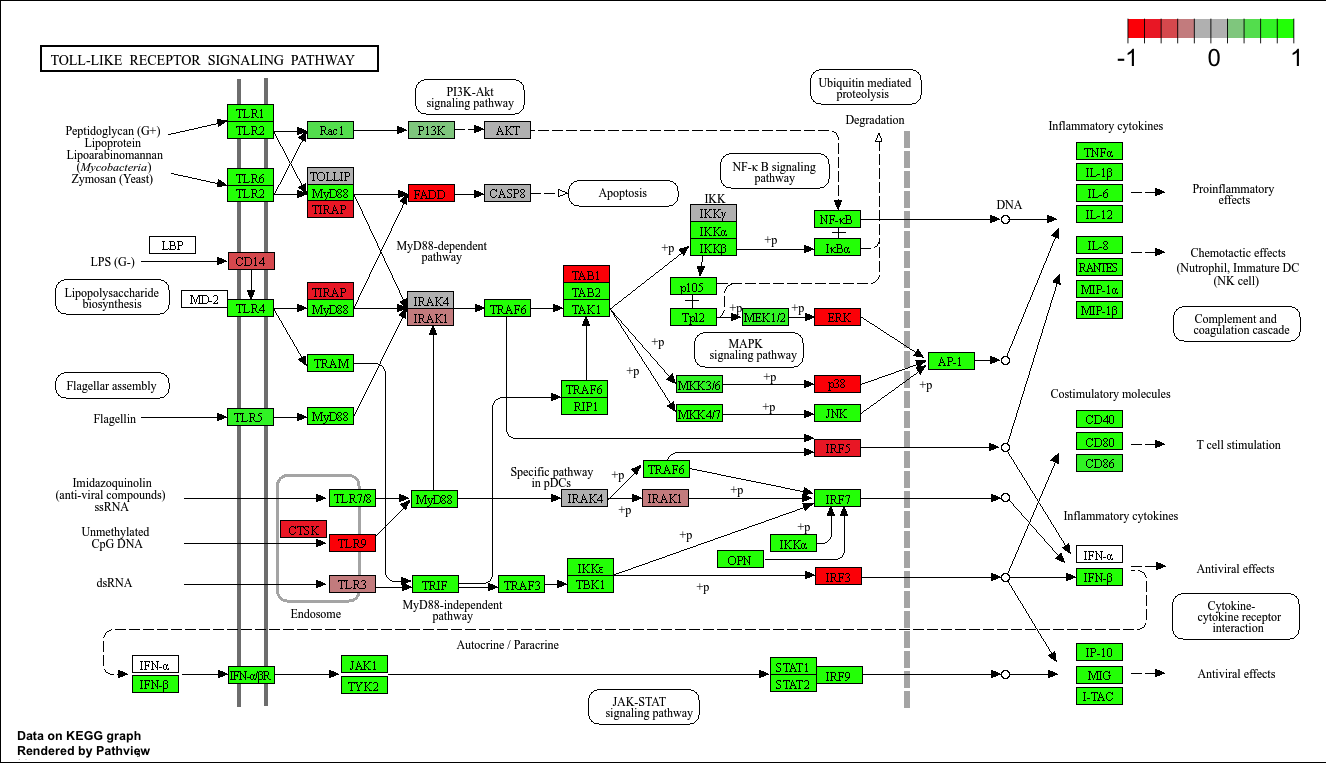 -1
0
1
TOLL-LIKE RECEPTOR SIGNALING PATHWAY
PI3K-Akt
signaling pathway
Ubiquitin mediated
proteolysis
Degradation
Inflammatory cytokines
TLR1
TLR2
Rac1
P13K
AKT
Peptidoglycan (G+)
Lipoprotein
Lipoarabinomannan
(Mycobacteria)
Zymosan (Yeast)
TLR6
TLR2
TOLLIP
MyD88
TIRAP
FADD
CASP8
Apoptosis
NF-κ B signaling
pathway
TNFα
IL-1β
IL-6
IL-12
Proinflammatory
effects
IKK
IKKγ
IKKα
IKKβ
+p
+p
NF-κB
IκBα
DNA
LBP
LPS (G-)
CD14
MyD88-dependent
pathway
IL-8
RANTES
MIP-1α
MIP-1β
Chemotactic effects
(Nutrophil, Immature DC
(NK cell)
Lipopolysaccharide
biosynthesis
MD-2
TLR4
TIRAP
MyD88
IRAK4
IRAK1
TRAF6
TAB1
TAB2
TAK1
p105
Tpl2
+p
MEK1/2
+p
ERK
Complement and
coagulation cascade
MAPK
signaling pathway
+p
+p
TRAM
AP-1
+p
Flagellar assembly
MKK3/6
+p
p38
MKK4/7
+p
JNK
TRAF6
RIP1
Costimulatory molecules
CD40
CD80
CD86
T cell stimulation
Flagellin
TLR5
MyD88
IRF5
Imidazoquinolin
(anti-viral compounds)
ssRNA
TLR7/8
MyD88
Specific pathway
in pDCs
IRAK4
+p
+p
TRAF6
IRAK1
+p
IRF7
Unmethylated
CpG DNA
CTSK
TLR9
+p
+p
IKKα
OPN
Inflammatory cytokines
IFN-α
IFN-β
Antiviral effects
dsRNA
TLR3
TRIF
TRAF3
IKKε
TBK1
+p
IRF3
Endosome
MyD88-independent
pathway
Cytokine-
cytokine receptor
interaction
Autocrine / Paracrine
IFN-α
IFN-β
IFN-α/βR
JAK1
TYK2
STAT1
STAT2
IRF9
IP-10
MIG
I-TAC
Antiviral effects
JAK-STAT
signaling pathway
Data on KEGG graph
Rendered by Pathview